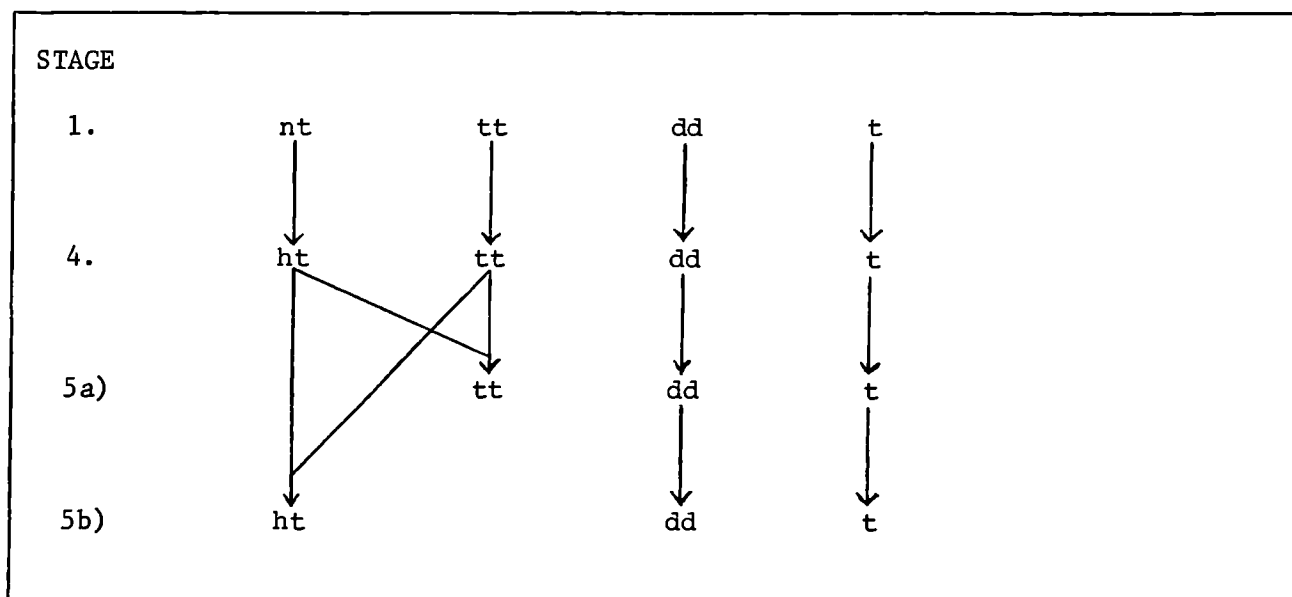 STAGE
1. nt tt dd t
4. ht tt dd t
5a) tt dd t
5b) ht dd t